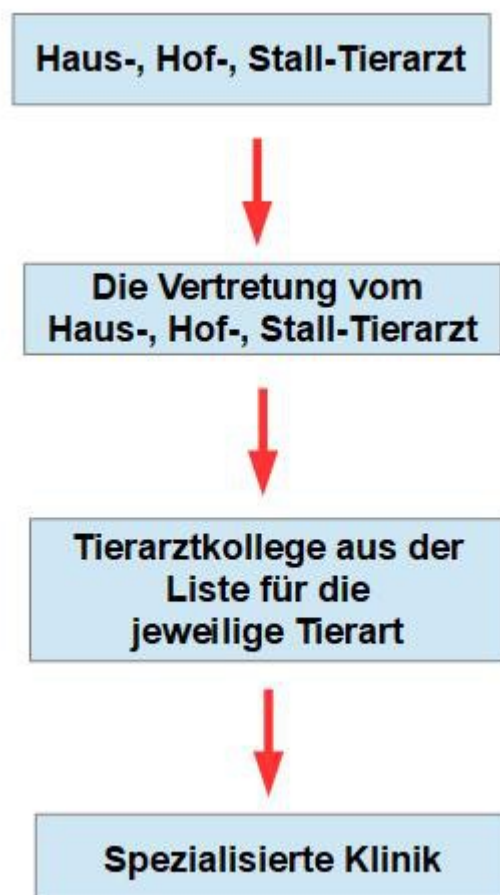 Haus-, Hof-, Stall-Tierarzt
Die Vertretung vom
Haus-, Hof-, Stall-Tierarzt
Tierarztkollege aus der
Liste für die
jeweilige Tierart
Spezialisierte Klinik